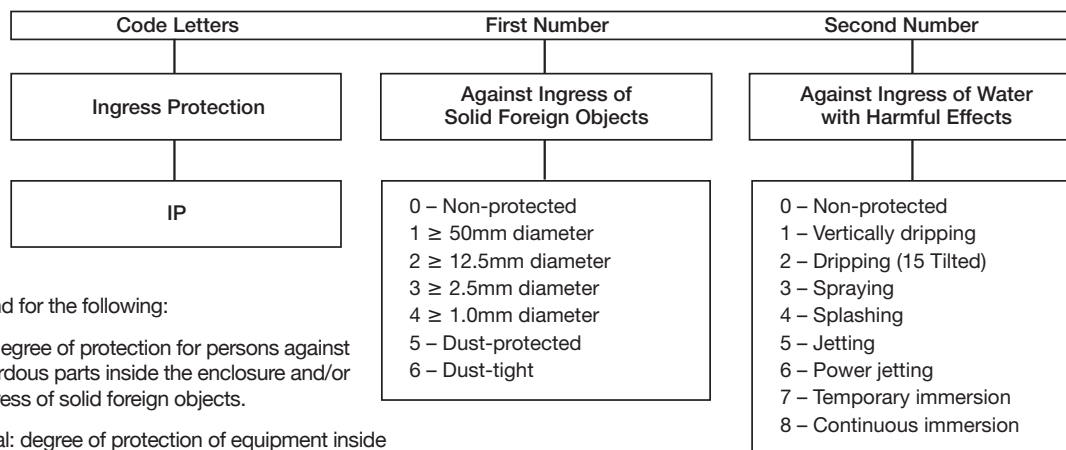 Code Letters
First Number
Second Number
Ingress Protection
Against Ingress of
Solid Foreign Objects
Against Ingress of Water
with Harmful Effects
IP
0 – Non-protected
1 ≥ 50mm diameter
2 ≥ 12.5mm diameter
3 ≥ 2.5mm diameter
4 ≥ 1.0mm diameter
5 – Dust-protected
6 – Dust-tight
0 – Non-protected
1 – Vertically dripping
2 – Dripping (15 Tilted)
3 – Spraying
4 – Splashing
5 – Jetting
6 – Power jetting
7 – Temporary immersion
8 – Continuous immersion
for the following:
degree of protection for persons against
parts inside the enclosure and/or
of solid foreign objects.
degree of protection of equipment inside